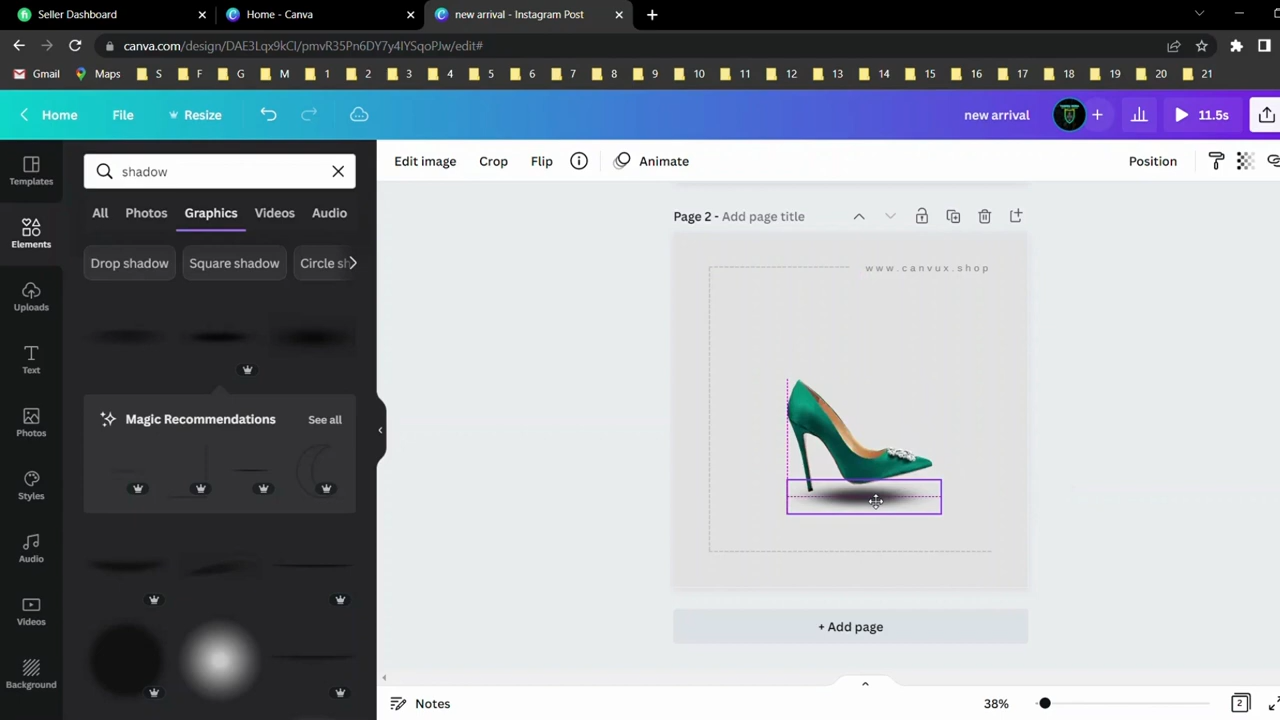 Seller Dashboard
Home - Canva
new arrival - Instagram Post
canva.com/design/DAE3Lqx9kCI/pmvR35Pn6DY7y4IYSqoPJw/edit#
Gmail Maps S F G M 1 2 3 4 5 6 7 8 9 10 11 12 13 14 15 16 17 18 19 20 21
Home File Resize new arrival 11.5s
shadow
Edit image Crop Flip Animate Position
Templates
Elements
Uploads
Text
Photos
Styles
Audio
Videos
Background
All Photos Graphics Videos Audio
Drop shadow Square shadow Circle sh
Magic Recommendations See all
Page 2 - Add page title
www.canvux.shop
+ Add page
Notes 38% 2